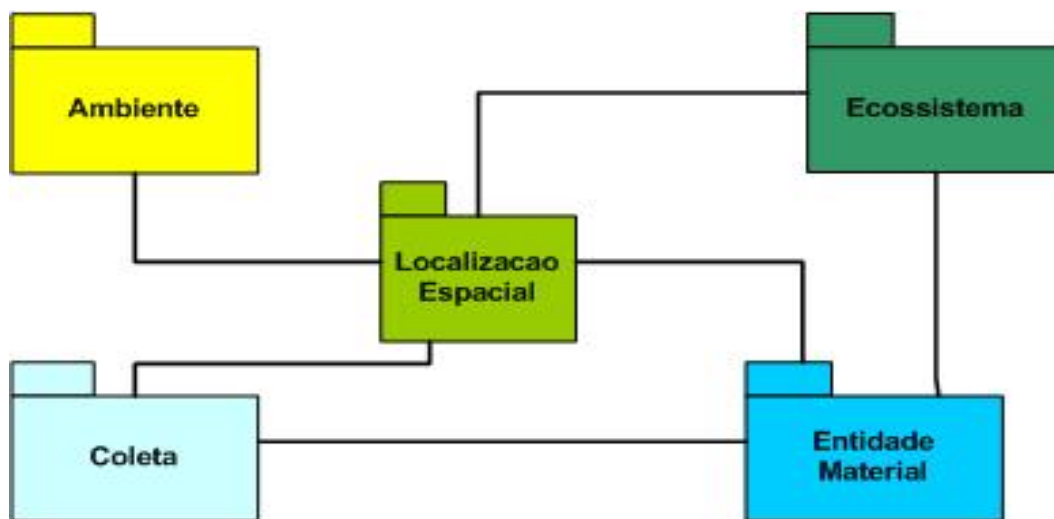 Ambiente
Ecossistema
Localizacao
Espacial
Coleta
Entidade
Material